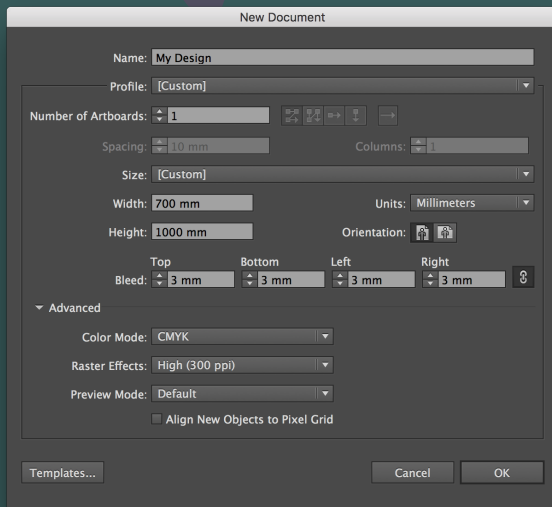 New Document
Name: My Design
Profile: [Custom]
Number of Artboards: 1
Spacing: 10 mm Columns: 1
Size: [Custom]
Width: 700 mm Units: Millimeters
Height: 1000 mm Orientation:
Top Bottom Left Right
Bleed: 3 mm 3 mm 3 mm 3 mm
Advanced
Color Mode: CMYK
Raster Effects: High (300 ppi)
Preview Mode: Default
Align New Objects to Pixel Grid
Templates... Cancel OK